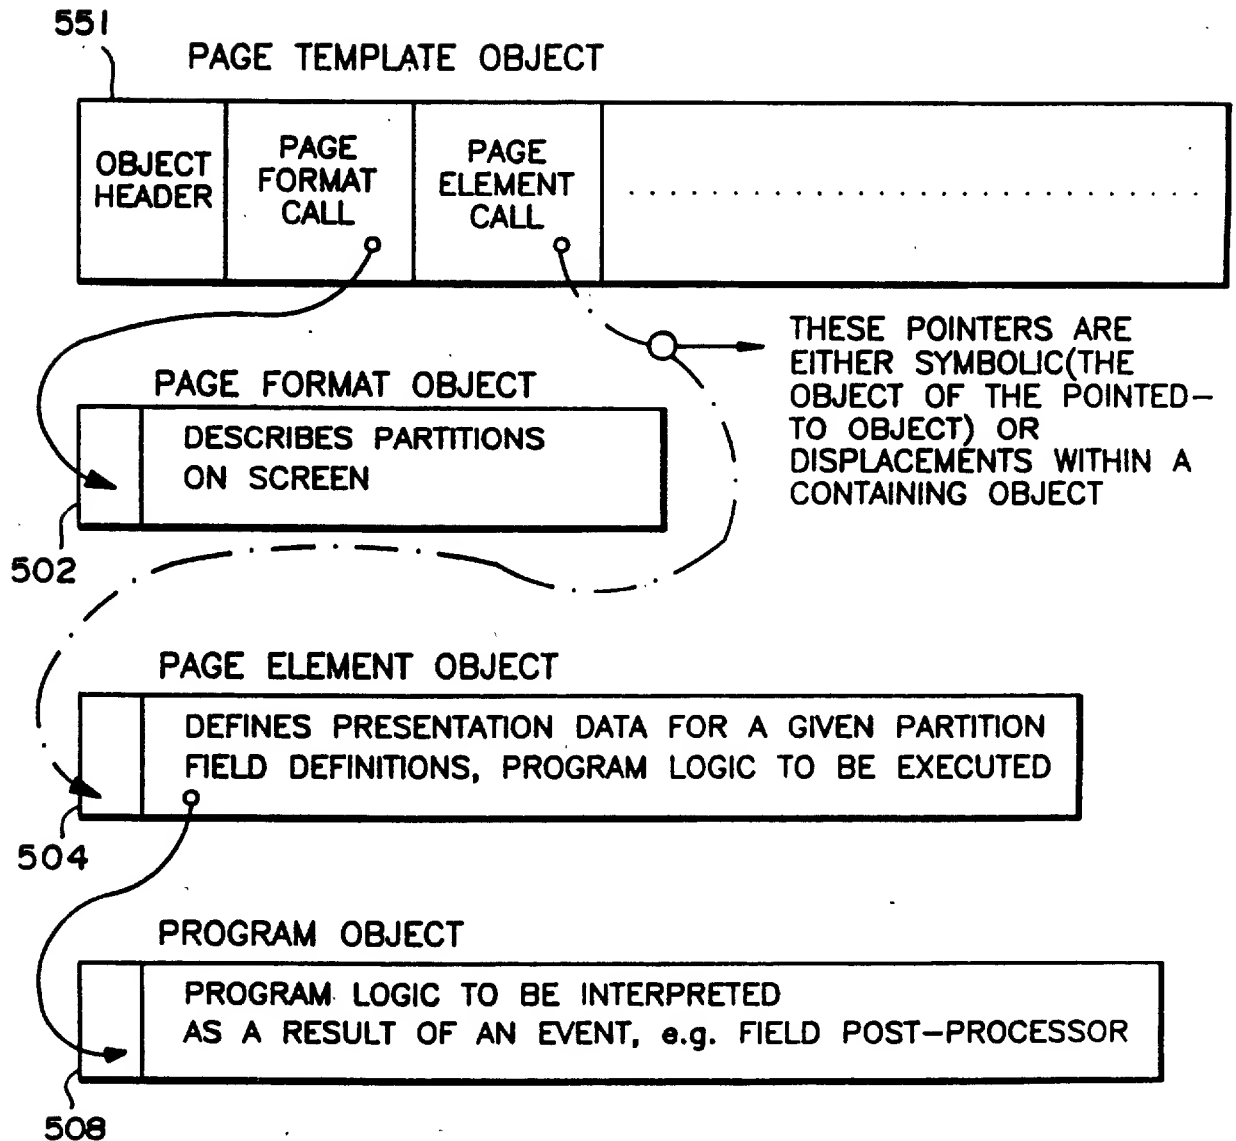 551
PAGE TEMPLATE OBJECT
OBJECT
HEADER
PAGE
FORMAT
CALL
PAGE
ELEMENT
CALL
. . . . . . . . . . . . . . . . . . . . . . . . . . . .
THESE POINTERS ARE
EITHER SYMBOLIC(THE
OBJECT OF THE POINTED-
TO OBJECT) OR
DISPLACEMENTS WITHIN A
CONTAINING OBJECT
PAGE FORMAT OBJECT
DESCRIBES PARTITIONS
ON SCREEN
502
PAGE ELEMENT OBJECT
DEFINES PRESENTATION DATA FOR A GIVEN PARTITION
FIELD DEFINITIONS, PROGRAM LOGIC TO BE EXECUTED
504
PROGRAM OBJECT
PROGRAM LOGIC TO BE INTERPRETED
AS A RESULT OF AN EVENT, e.g. FIELD POST-PROCESSOR
508